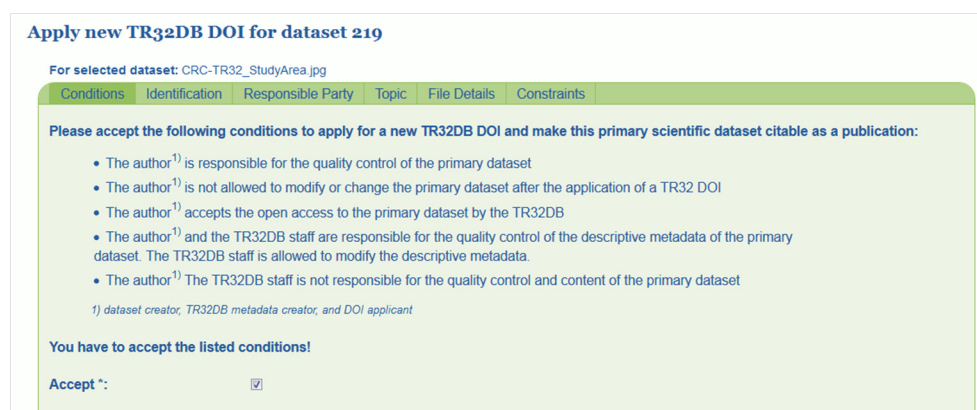 Apply new TR32DB DOI for dataset 219
For selected dataset: CRC-TR32_StudyArea.jpg
Conditions Identification Responsible Party Topic File Details Constraints
Please accept the following conditions to apply for a new TR32DB DOI and make this primary scientific dataset citable as a publication:
• The author1) is responsible for the quality control of the primary dataset
• The author1) is not allowed to modify or change the primary dataset after the application of a TR32 DOI
• The author1) accepts the open access to the primary dataset by the TR32DB
• The author1) and the TR32DB staff are responsible for the quality control of the descriptive metadata of the primary
dataset. The TR32DB staff is allowed to modify the descriptive metadata.
• The author1) The TR32DB staff is not responsible for the quality control and content of the primary dataset
1) dataset creator, TR32DB metadata creator, and DOI applicant
You have to accept the listed conditions!
Accept *: